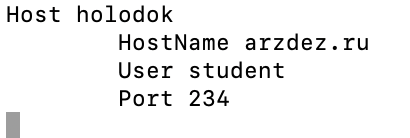 Host holodok
HostName arzdez.ru
User student
Port 234